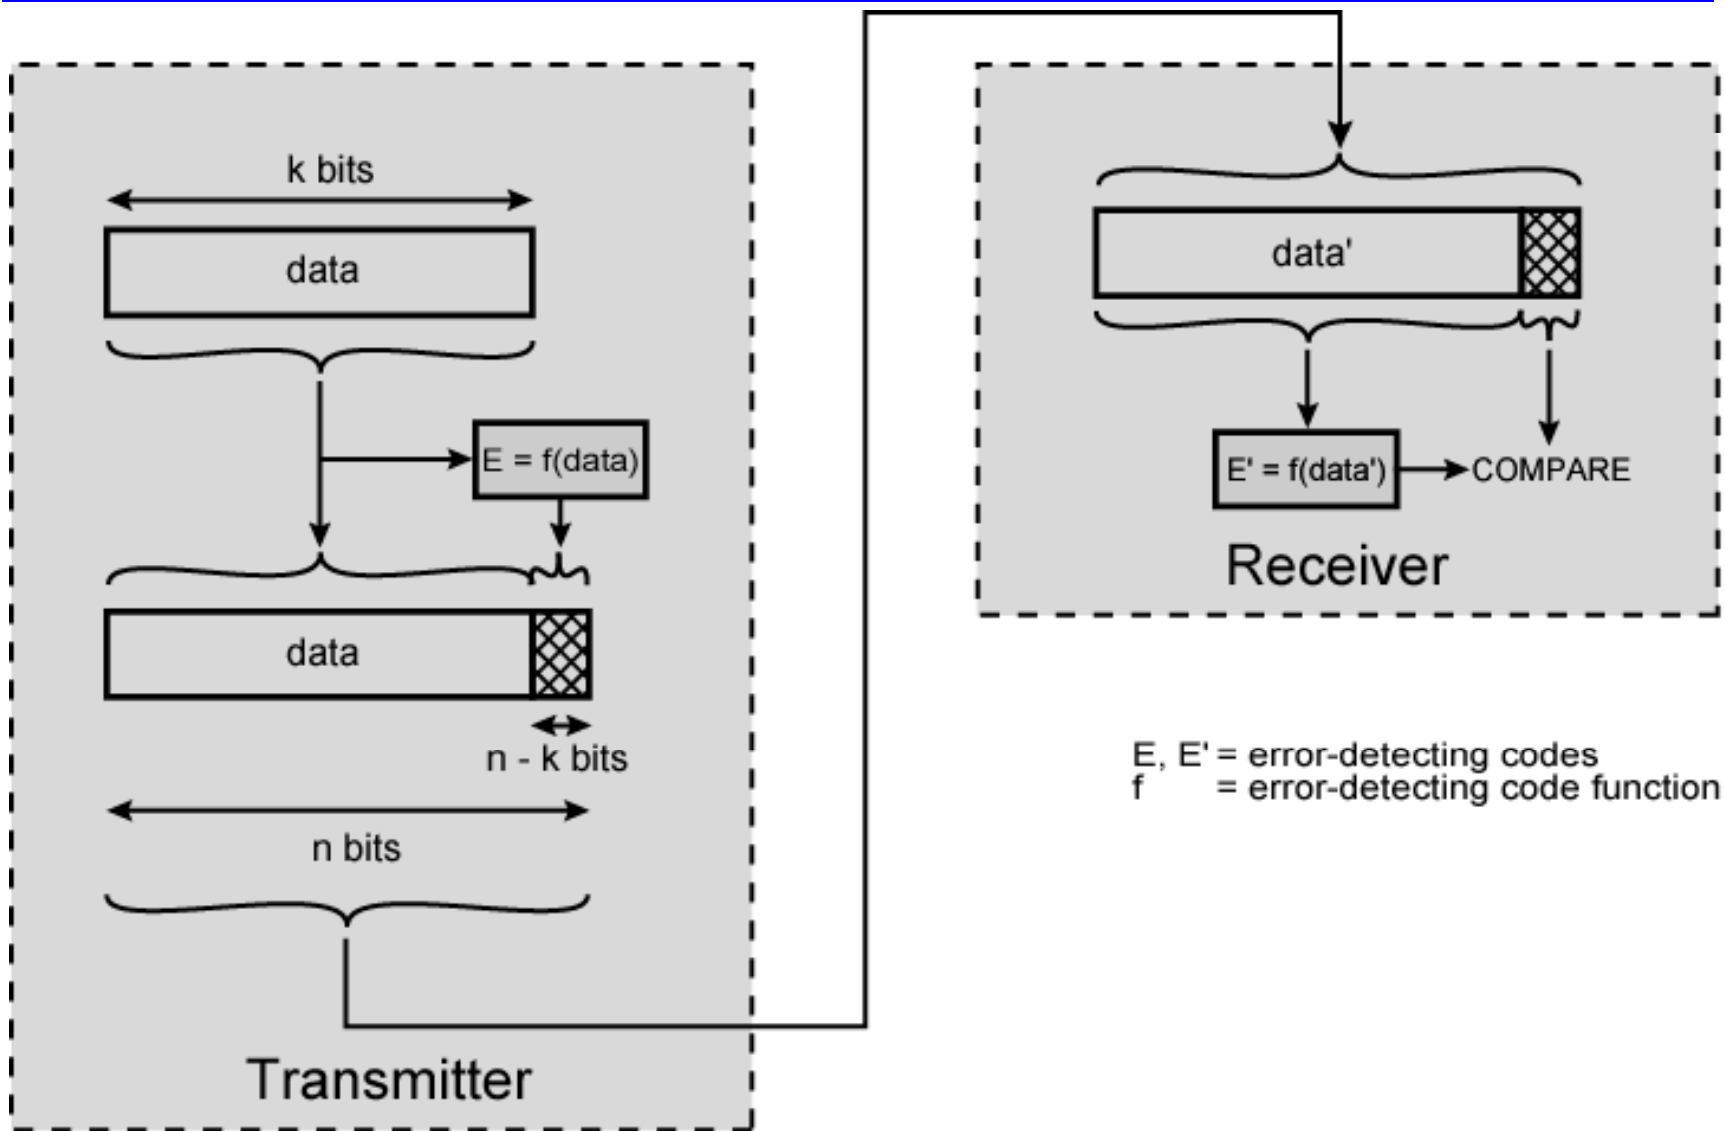 k bits
data
E = f(data)
data
n - k bits
n bits
Transmitter
data'
E' = f(data')
COMPARE
Receiver
E, E' = error-detecting codes
f = error-detecting code function